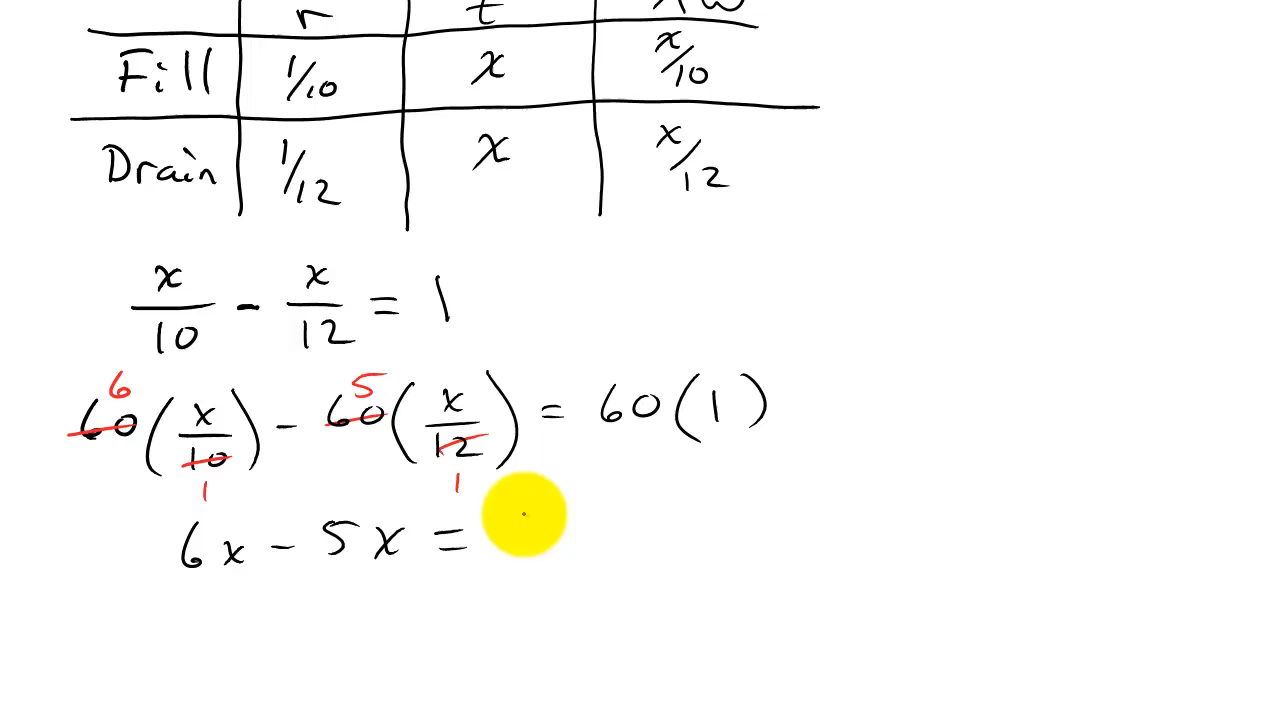 r t
Fill 1/10 x x/10
Drain 1/12 x x/12
x/10 - x/12 = 1
6 5
60(x/10) - 60(x/12) = 60(1)
1 1
6x - 5x =